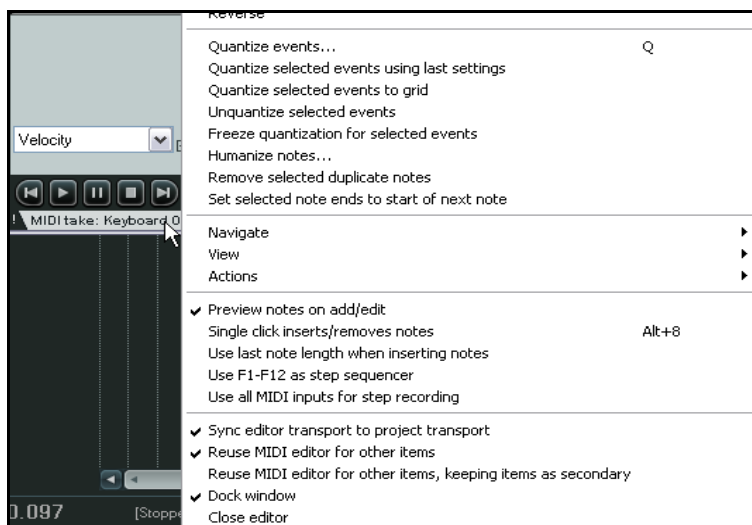 Reverse
Quantize events... Q
Quantize selected events using last settings
Quantize selected events to grid
Unquantize selected events
Freeze quantization for selected events
Humanize notes...
Remove selected duplicate notes
Set selected note ends to start of next note
Navigate
View
Actions
Preview notes on add/edit
Single click inserts/removes notes Alt+8
Use last note length when inserting notes
Use F1-F12 as step sequencer
Use all MIDI inputs for step recording
Sync editor transport to project transport
Reuse MIDI editor for other items
Reuse MIDI editor for other items, keeping items as secondary
Dock window
Close editor
Velocity
! MIDI take: Keyboard 0
0.097 [Stoppe